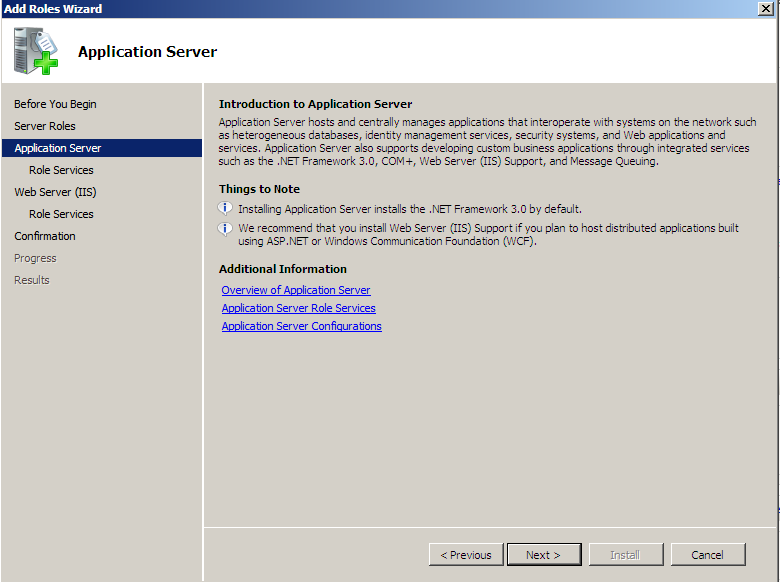 Add Roles Wizard
Application Server
Before You Begin
Server Roles
Application Server
Role Services
Web Server (IIS)
Role Services
Confirmation
Progress
Results
Introduction to Application Server
Application Server hosts and centrally manages applications that interoperate with systems on the network such
as heterogeneous databases, identity management services, security systems, and Web applications and
services. Application Server also supports developing custom business applications through integrated services
such as the .NET Framework 3.0, COM+, Web Server (IIS) Support, and Message Queuing.
Things to Note
Installing Application Server installs the .NET Framework 3.0 by default.
We recommend that you install Web Server (IIS) Support if you plan to host distributed applications built
using ASP.NET or Windows Communication Foundation (WCF).
Additional Information
Overview of Application Server
Application Server Role Services
Application Server Configurations
< Previous Next > Install Cancel